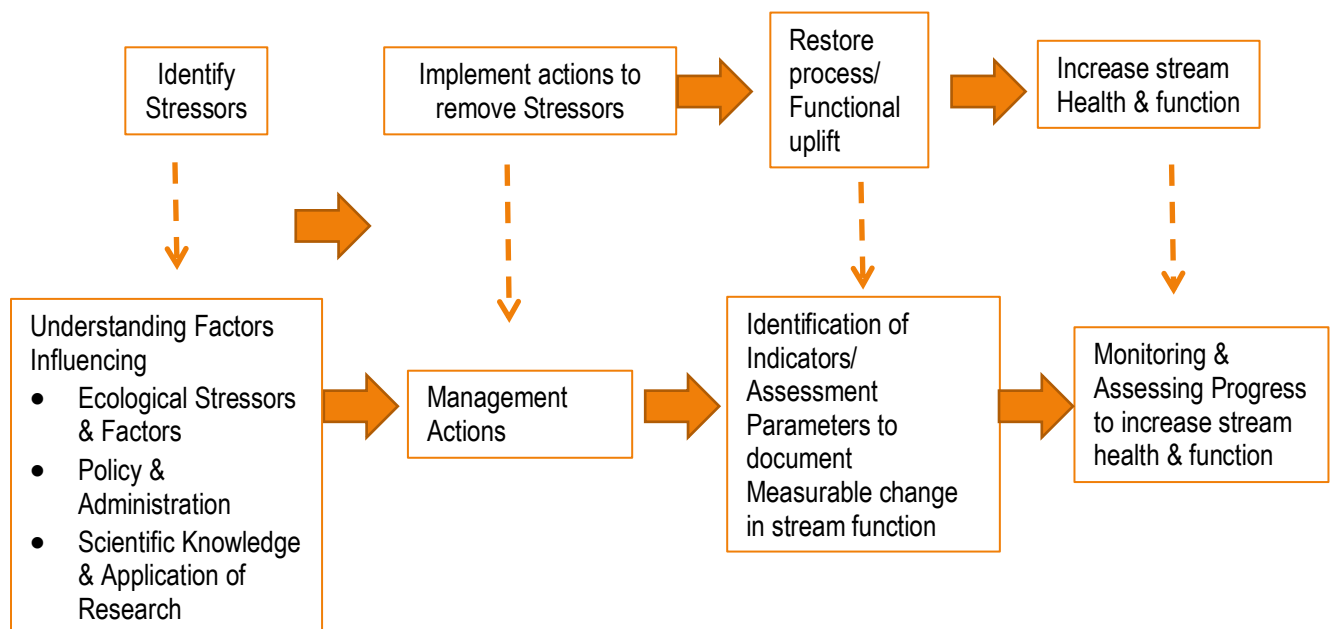 Identify
Stressors
Implement actions to
remove Stressors
Restore
process/
Functional
uplift
Increase stream
Health & function
Understanding Factors
Influencing
• Ecological Stressors
& Factors
• Policy &
Administration
• Scientific Knowledge
& Application of
Research
Management
Actions
Identification of
Indicators/
Assessment
Parameters to
document
Measurable change
in stream function
Monitoring &
Assessing Progress
to increase stream
health & function